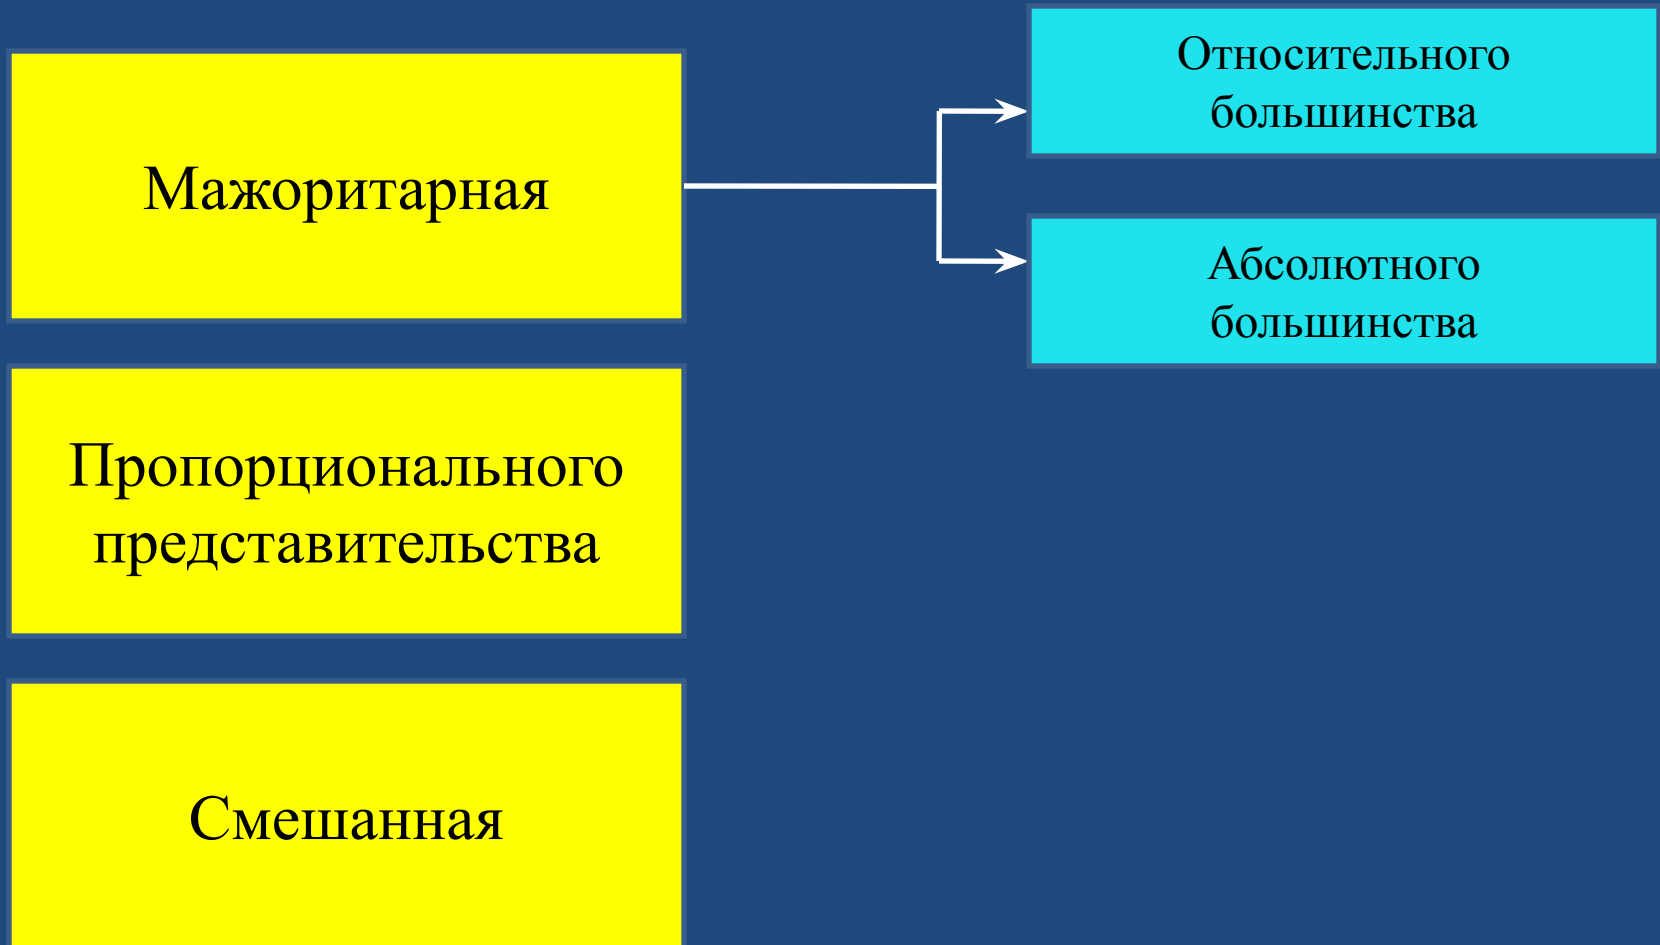 Мажоритарная
Относительного
большинства
Абсолютного
большинства
Пропорционального
представительства
Смешанная